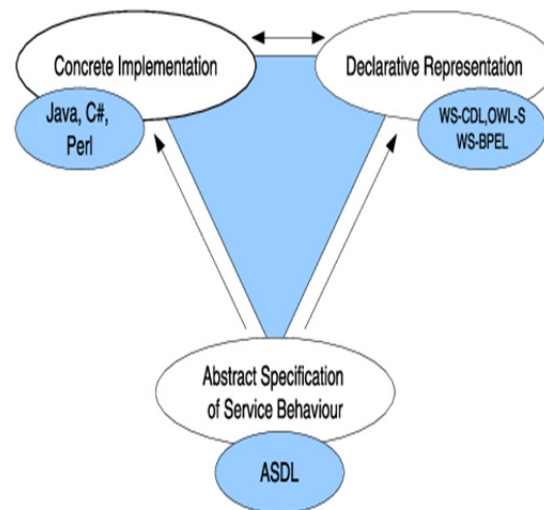 Concrete Implementation
Java, C#,
Perl
Declarative Representation
WS-CDL,OWL-S
WS-BPEL
Abstract Specification
of Service Behaviour
ASDL